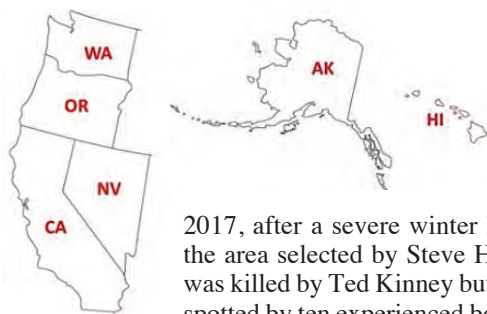 WA
OR
NV
CA
AK
HI
2017, after a severe winter
the area selected by Steve H
was killed by Ted Kinney bu
spotted by ten experienced b